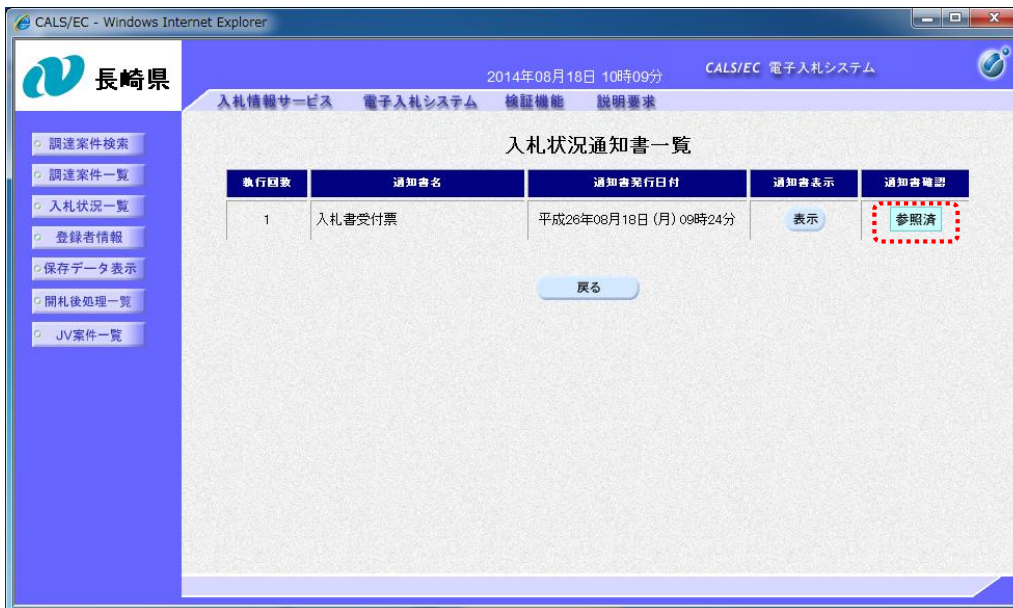 CALS/EC - Windows Internet Explorer
長崎県
2014年08月18日 10時09分
CALS/EC 電子入札システム
入札情報サービス 電子入札システム 検証機能 説明要求
調達案件検索
調達案件一覧
入札状況一覧
登録者情報
保存データ表示
開札後処理一覧
JV案件一覧
入札状況通知書一覧
執行回数 通知書名 通知書発行日付 通知書表示 通知書確認
1 入札書受付票 平成26年08月18日 (月) 09時24分 表示 参照済
戻る